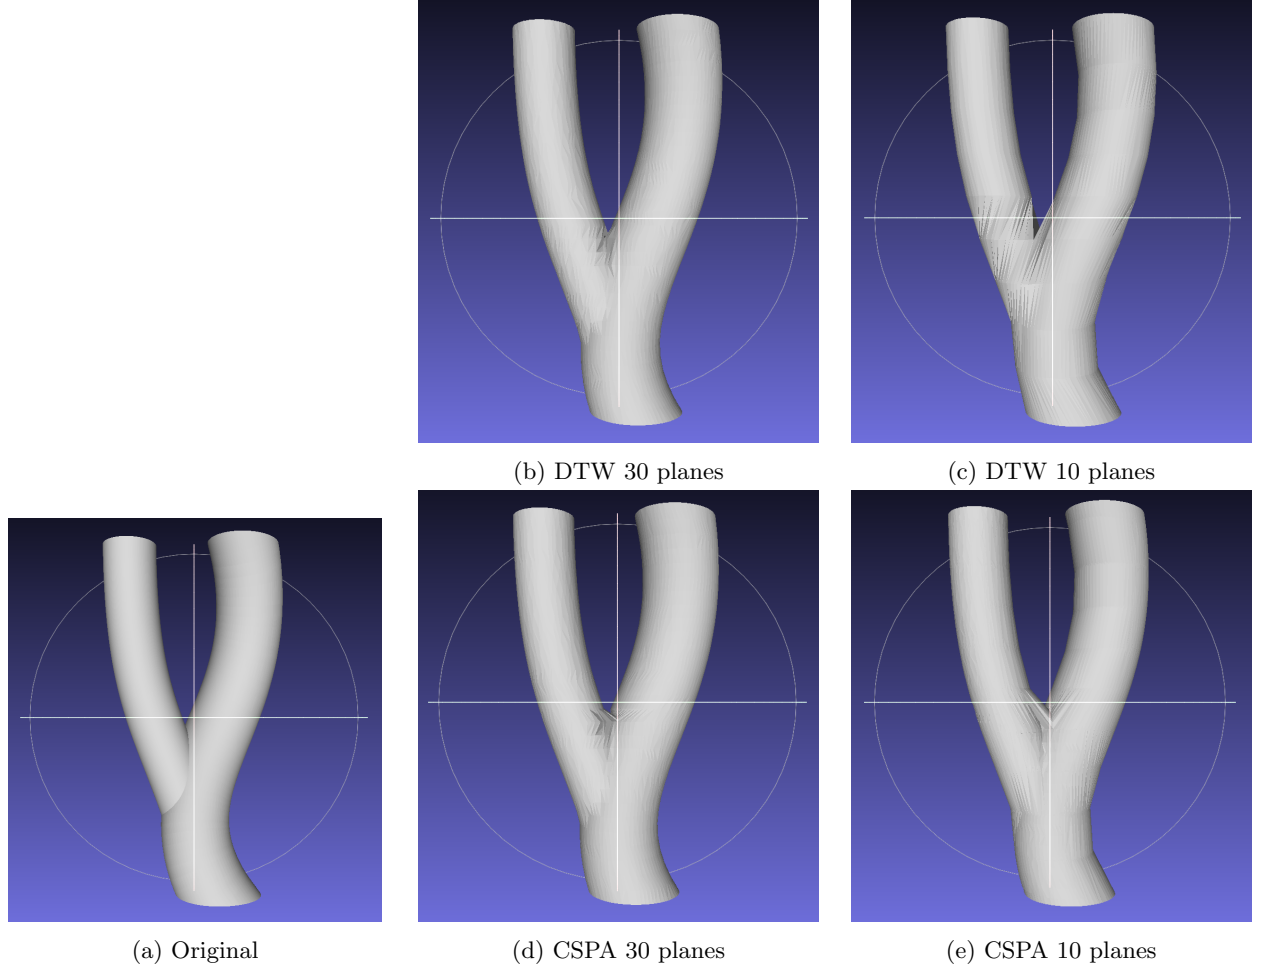 (b) DTW 30 planes
(c) DTW 10 planes
(a) Original
(d) CSPA 30 planes
(e) CSPA 10 planes